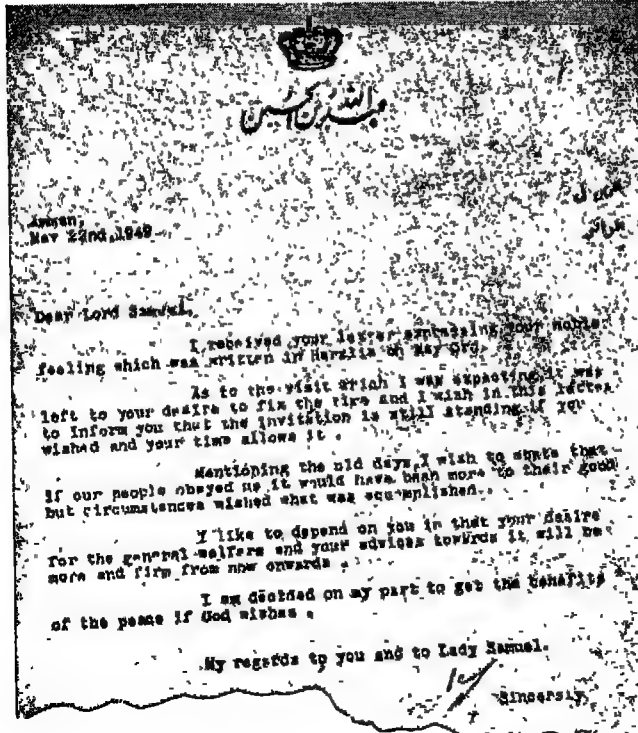 عبدالله بن الحسين
Amman,
May 22nd,1949
Dear Lord Samuel.
I received your letter expressing your noble
feeling which was written in Herzlia on May 3rd.
As to the visit which I was expecting it was
left to your desire to fix the time and I wish in this letter
to inform you that the invitation is still standing if you
wished and your time allows it .
Mentioning the old days,I wish to state that
if our people obeyed us it would have been more to their good
but circumstances wished what was accomplished.
I like to depend on you in that your desire
for the general welfare and your advices towards it will be
more and firm from now onwards .
I am decided on my part to get the benefits
of the peace if God wishes .
My regards to you and to Lady Samuel.
Sincerely